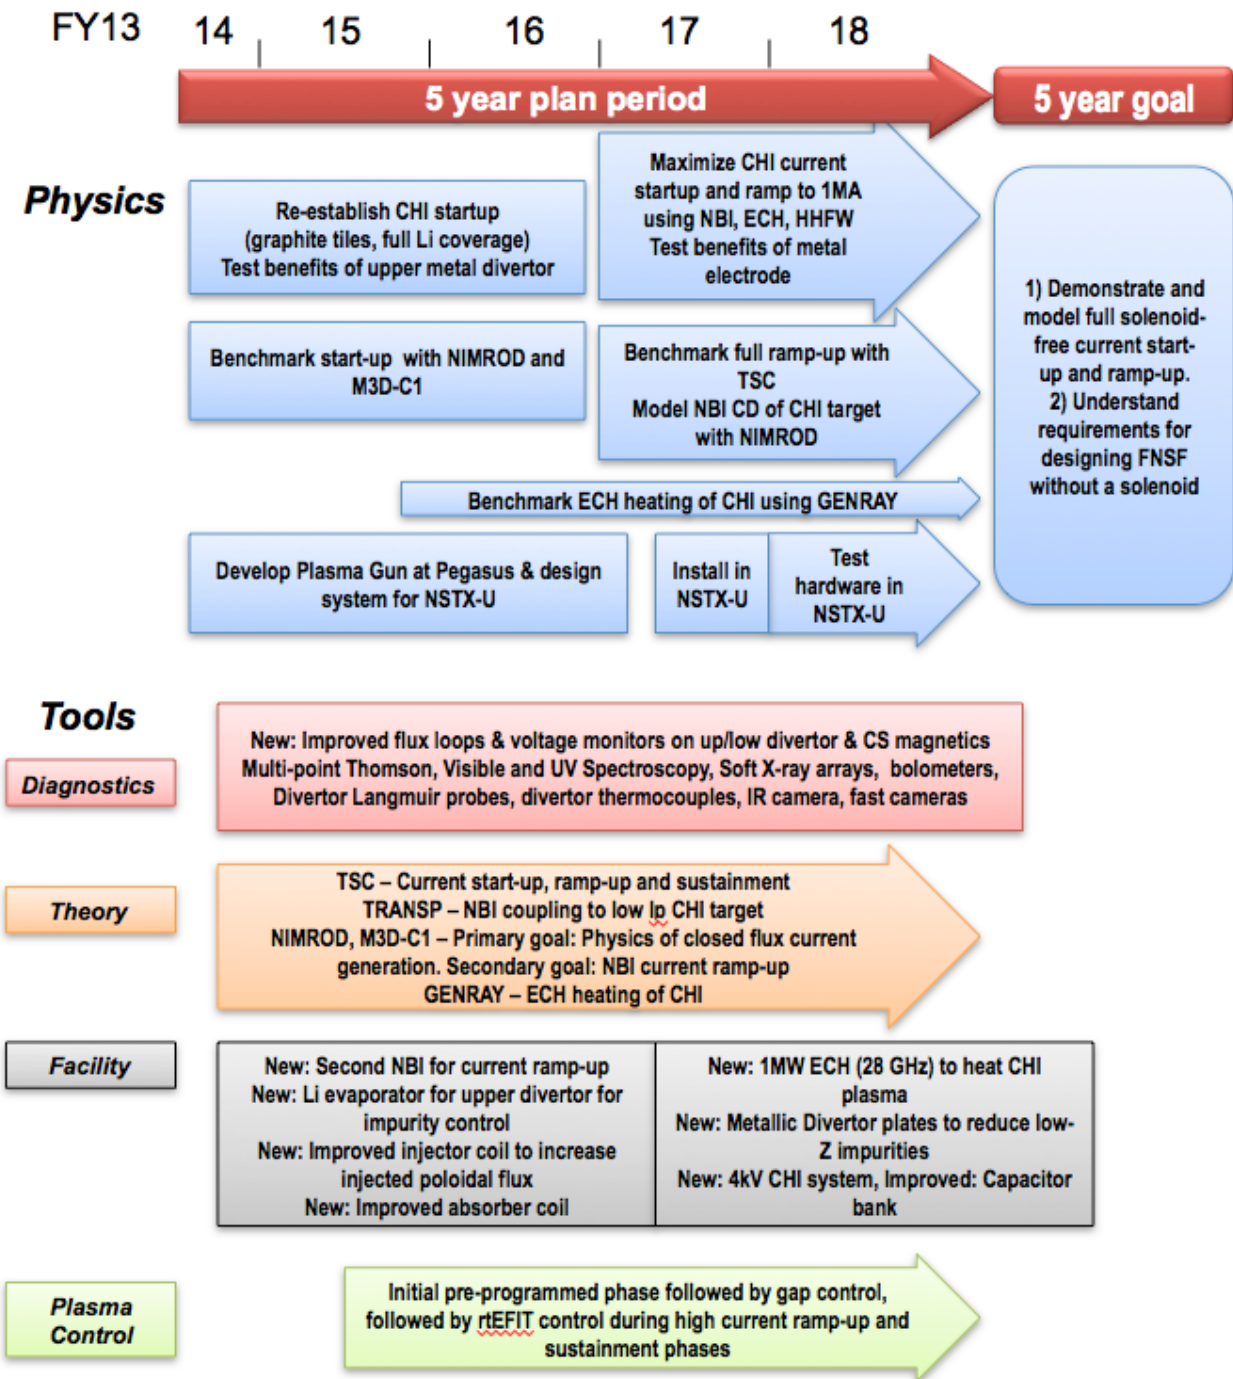 FY13 14 15 16 17 18
5 year plan period
5 year goal
Physics
Re-establish CHI startup
(graphite tiles, full Li coverage)
Test benefits of upper metal divertor
Maximize CHI current
startup and ramp to 1MA
using NBI, ECH, HHFW
Test benefits of metal
electrode
Benchmark start-up with NIMROD and
M3D-C1
Benchmark full ramp-up with
TSC
Model NBI CD of CHI target
with NIMROD
Benchmark ECH heating of CHI using GENRAY
Develop Plasma Gun at Pegasus & design
system for NSTX-U
Install in
NSTX-U
Test
hardware in
NSTX-U
1) Demonstrate and
model full solenoid-
free current start-
up and ramp-up.
2) Understand
requirements for
designing FNSF
without a solenoid
Tools
Diagnostics
New: Improved flux loops & voltage monitors on up/low divertor & CS magnetics
Multi-point Thomson, Visible and UV Spectroscopy, Soft X-ray arrays, bolometers,
Divertor Langmuir probes, divertor thermocouples, IR camera, fast cameras
Theory
TSC – Current start-up, ramp-up and sustainment
TRANSP – NBI coupling to low Ip CHI target
NIMROD, M3D-C1 – Primary goal: Physics of closed flux current
generation. Secondary goal: NBI current ramp-up
GENRAY – ECH heating of CHI
Facility
New: Second NBI for current ramp-up
New: Li evaporator for upper divertor for
impurity control
New: Improved injector coil to increase
injected poloidal flux
New: Improved absorber coil
New: 1MW ECH (28 GHz) to heat CHI
plasma
New: Metallic Divertor plates to reduce low-
Z impurities
New: 4kV CHI system, Improved: Capacitor
bank
Plasma
Control
Initial pre-programmed phase followed by gap control,
followed by rtEFIT control during high current ramp-up and
sustainment phases